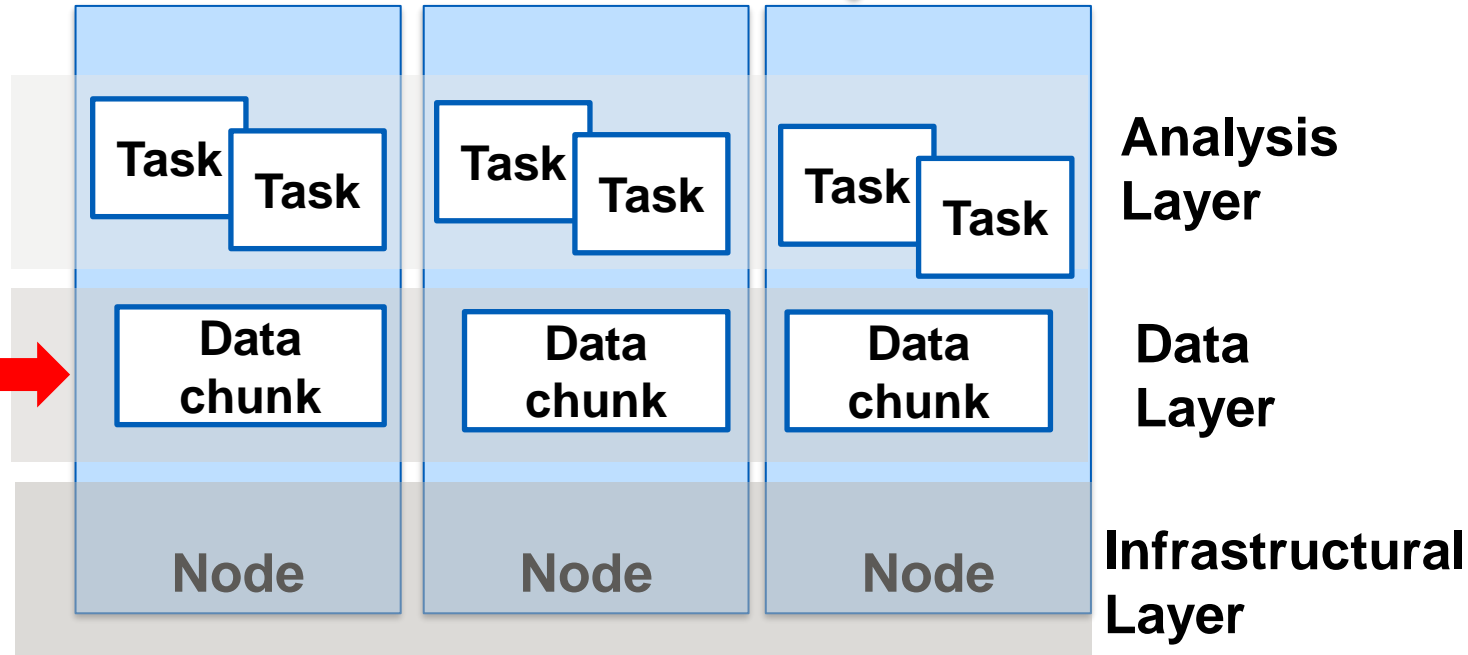 Task
Task
Task
Task
Task
Task
Analysis
Layer
Data
chunk
Data
chunk
Data
chunk
Data
Layer
Node
Node
Node
Infrastructural
Layer